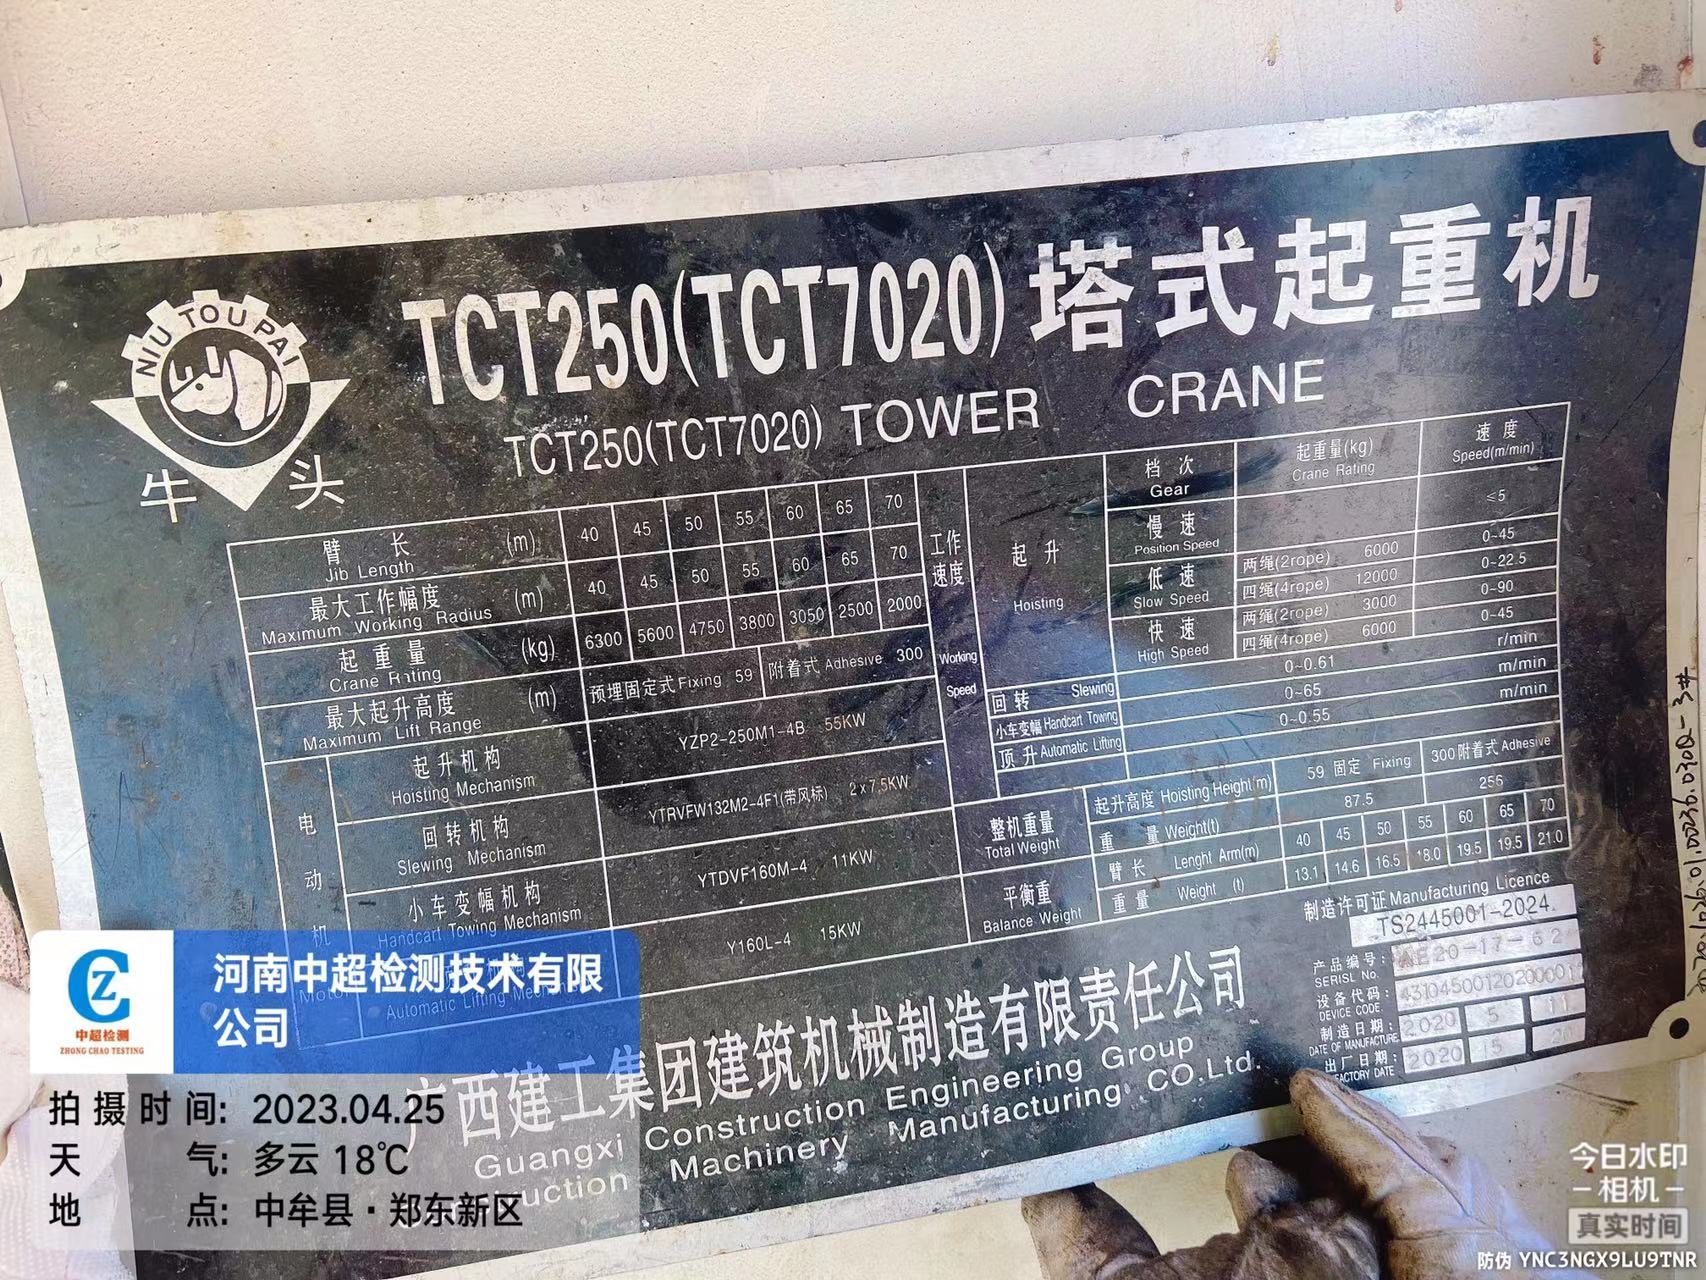 NIU TOU PAI
牛 头
TCT250(TCT7020)塔式起重机
TCT250(TCT7020) TOWER CRANE
臂 长 (m) 40 45 50 55 60 65 70
Jib Length
最大工作幅度 (m) 40 45 50 55 60 65 70
Maximum Working Radius
起 重 量 (kg) 6300 5600 4750 3800 3050 2500 2000
Crane Rating
最大起升高度 (m) 预埋固定式Fixing 59 附着式 Adhesive 300
Maximum Lift Range
电 动 机
起升机构 YZP2-250M1-4B 55KW
Hoisting Mechanism
回转机构 YTRVFW132M2-4F1(带风标) 2x7.5KW
Slewing Mechanism
小车变幅机构 YTDVF160M-4 11KW
Handcart Towing Mechanism
Y160L-4 15KW
Automatic Lifting
工作速度
Working Speed
起 升
Hoisting
档 次 起重量(kg) 速 度
Gear Crane Rating Speed(m/min)
慢 速 ≤5
Position Speed
低 速 两绳(2rope) 6000 0~45
Slow Speed 四绳(4rope) 12000 0~22.5
快 速 两绳(2rope) 3000 0~90
High Speed 四绳(4rope) 6000 0~45
回 转 Slewing 0~0.61 r/min
小车变幅 Handcart Towing 0~65 m/min
顶 升 Automatic Lifting 0~0.55 m/min
整机重量
Total Weight
起升高度 Hoisting Height(m) 59 固定 Fixing 300附着式 Adhesive
重 量 Weight(t) 87.5 256
平衡重
Balance Weight
臂 长 Lenght Arm(m) 40 45 50 55 60 65 70
重 量 Weight (t) 13.1 14.6 16.5 18.0 19.5 19.5 21.0
制造许可证 Manufacturing Licence
TS2445001-2024
产品编号: 20-17-62
SERISL No.
设备代码:
DEVICE CODE.
制造日期: 2020 5 11
DATE OF MANUFACTURE
出厂日期: 2020 5 20
FACTORY DATE
广西建工集团建筑机械制造有限责任公司
Guangxi Construction Engineering Group
Construction Machinery Manufacturing CO.Ltd.
中超检测
ZHONG CHAO TESTING
河南中超检测技术有限
公司
拍摄时间: 2023.04.25
天 气: 多云 18℃
地 点: 中牟县·郑东新区
今日水印
相机
真实时间
防伪 YNC3NGX9LU9TNR